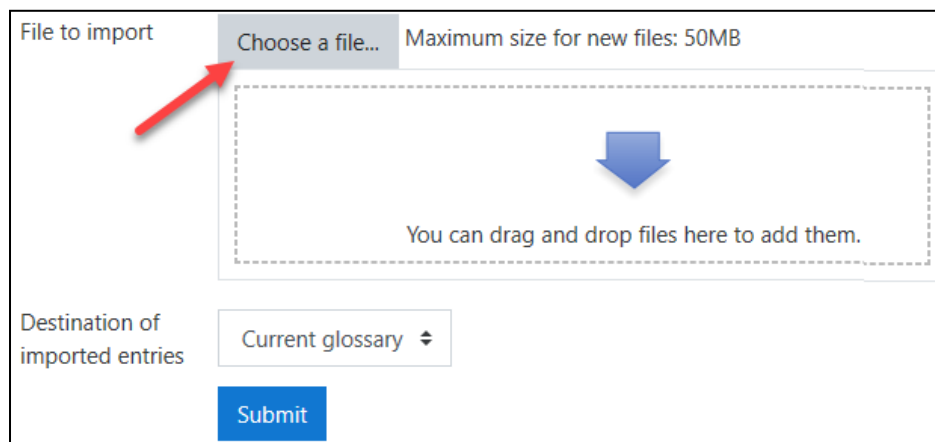 File to import
Choose a file...
Maximum size for new files: 50MB
You can drag and drop files here to add them.
Destination of
imported entries
Current glossary
Submit